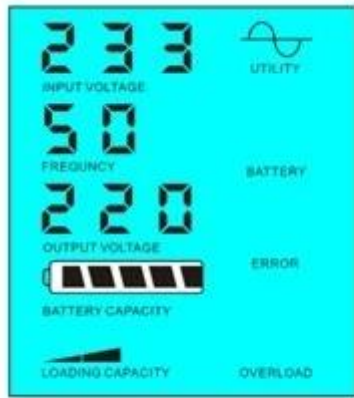 233
UTILITY
INPUT VOLTAGE
50
FREQUNCY
BATTERY
220
OUTPUT VOLTAGE
ERROR
BATTERY CAPACITY
LOADING CAPACITY
OVERLOAD